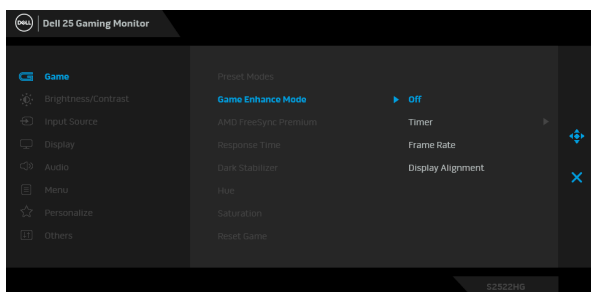 DELL
Dell 25 Gaming Monitor
Game
Brightness/Contrast
Input Source
Display
Audio
Menu
Personalize
Others
Preset Modes
Game Enhance Mode
AMD FreeSync Premium
Response Time
Dark Stabilizer
Hue
Saturation
Reset Game
Off
Timer
Frame Rate
Display Alignment
S2522HG